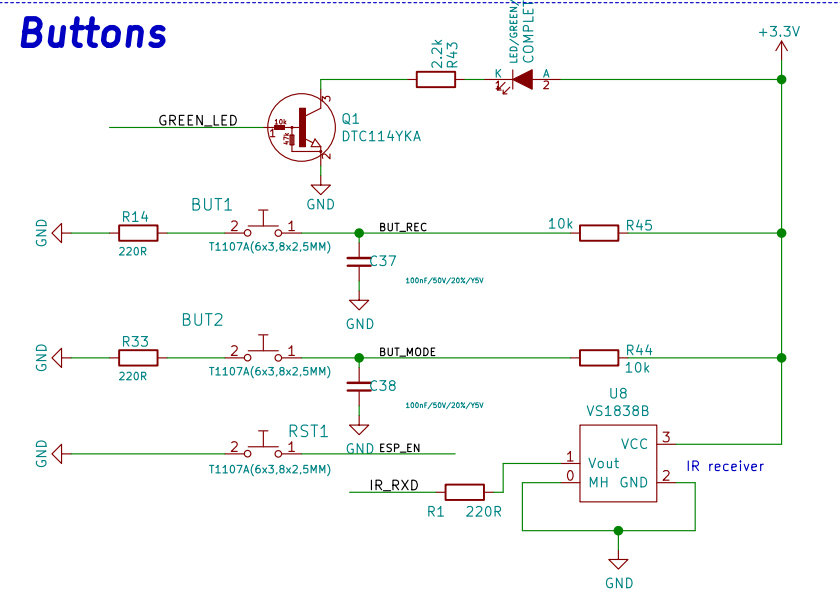 Buttons
+3.3V
2.2k
R43
LED/GREEN/
COMPLET
K
1
A
2
GREEN_LED
1
10k
47k
3
2
Q1
DTC114YKA
GND
GND
R14
220R
BUT1
2
1
T1107A(6x3,8x2,5MM)
BUT_REC
10k
R45
C37
100nF/50V/20%/Y5V
GND
GND
R33
220R
BUT2
2
1
T1107A(6x3,8x2,5MM)
BUT_MODE
R44
10k
C38
100nF/50V/20%/Y5V
GND
GND
RST1
2
1
T1107A(6x3,8x2,5MM)
ESP_EN
U8
VS1838B
VCC
3
1
Vout
0
MH
GND
2
IR receiver
IR_RXD
R1
220R
GND